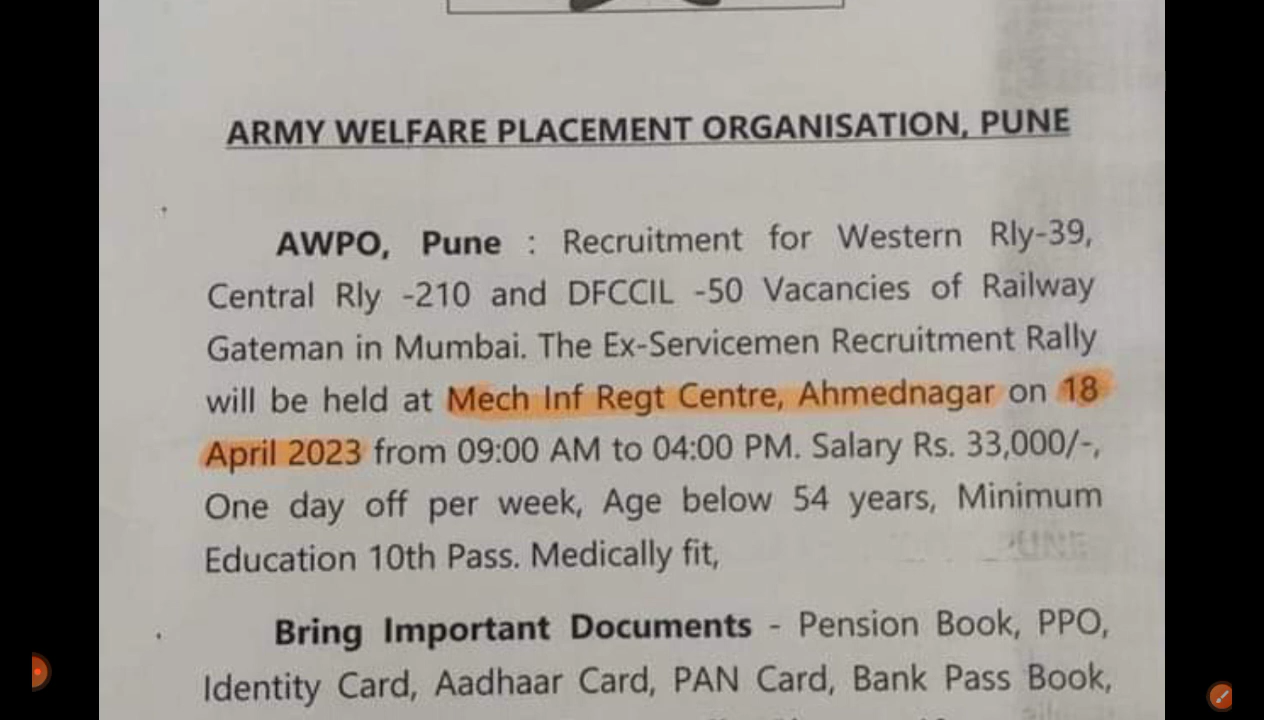 ARMY WELFARE PLACEMENT ORGANISATION, PUNE
AWPO, Pune : Recruitment for Western Rly-39,
Central Rly -210 and DFCCIL -50 Vacancies of Railway
Gateman in Mumbai. The Ex-Servicemen Recruitment Rally
will be held at Mech Inf Regt Centre, Ahmednagar on 18
April 2023 from 09:00 AM to 04:00 PM. Salary Rs. 33,000/-,
One day off per week, Age below 54 years, Minimum
Education 10th Pass. Medically fit,
Bring Important Documents - Pension Book, PPO,
Identity Card, Aadhaar Card, PAN Card, Bank Pass Book,